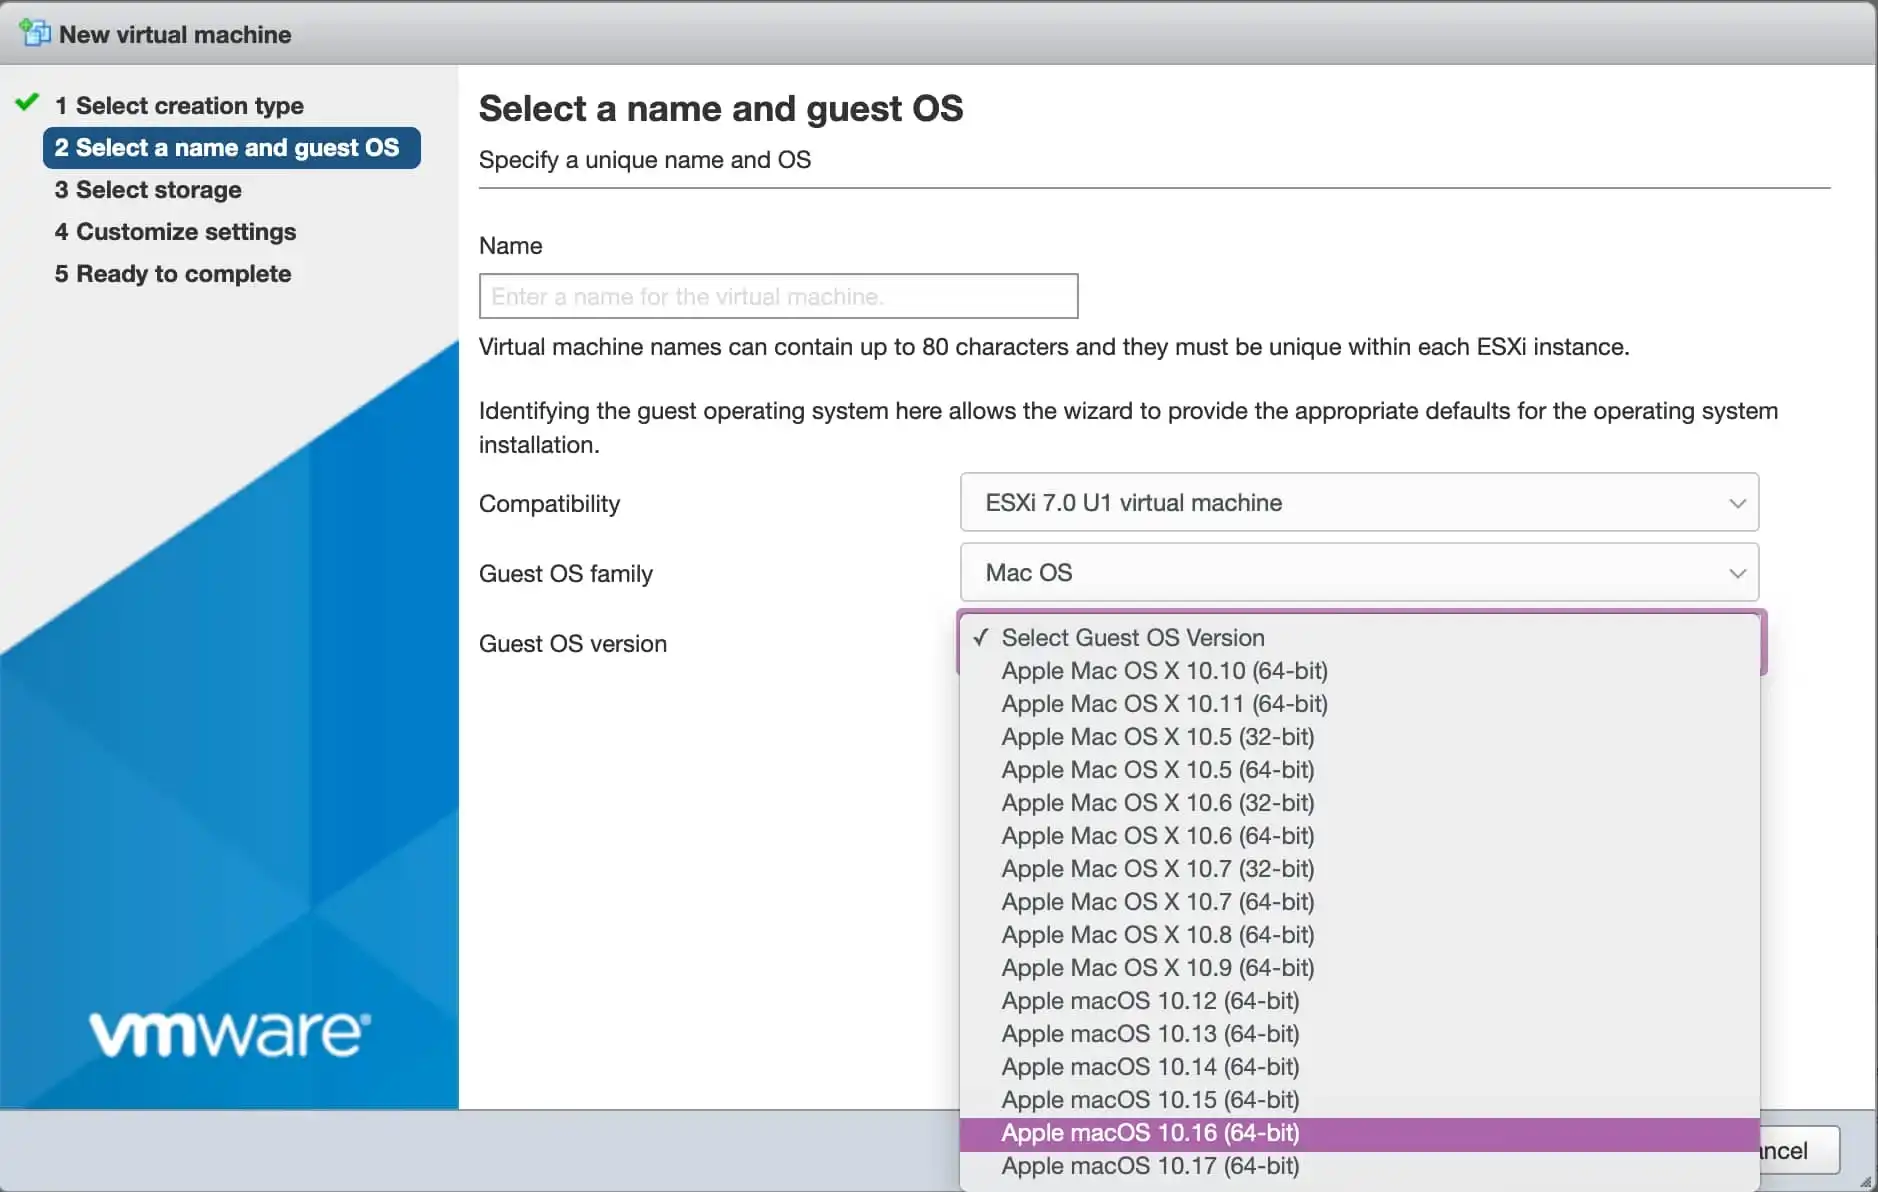 New virtual machine
1 Select creation type
2 Select a name and guest OS
3 Select storage
4 Customize settings
5 Ready to complete
vmware
Select a name and guest OS
Specify a unique name and OS
Name
Enter a name for the virtual machine.
Virtual machine names can contain up to 80 characters and they must be unique within each ESXi instance.
Identifying the guest operating system here allows the wizard to provide the appropriate defaults for the operating system
installation.
Compatibility
ESXi 7.0 U1 virtual machine
Guest OS family
Mac OS
Guest OS version
✓ Select Guest OS Version
Apple Mac OS X 10.10 (64-bit)
Apple Mac OS X 10.11 (64-bit)
Apple Mac OS X 10.5 (32-bit)
Apple Mac OS X 10.5 (64-bit)
Apple Mac OS X 10.6 (32-bit)
Apple Mac OS X 10.6 (64-bit)
Apple Mac OS X 10.7 (32-bit)
Apple Mac OS X 10.7 (64-bit)
Apple Mac OS X 10.8 (64-bit)
Apple Mac OS X 10.9 (64-bit)
Apple macOS 10.12 (64-bit)
Apple macOS 10.13 (64-bit)
Apple macOS 10.14 (64-bit)
Apple macOS 10.15 (64-bit)
Apple macOS 10.16 (64-bit)
Apple macOS 10.17 (64-bit)
ncel